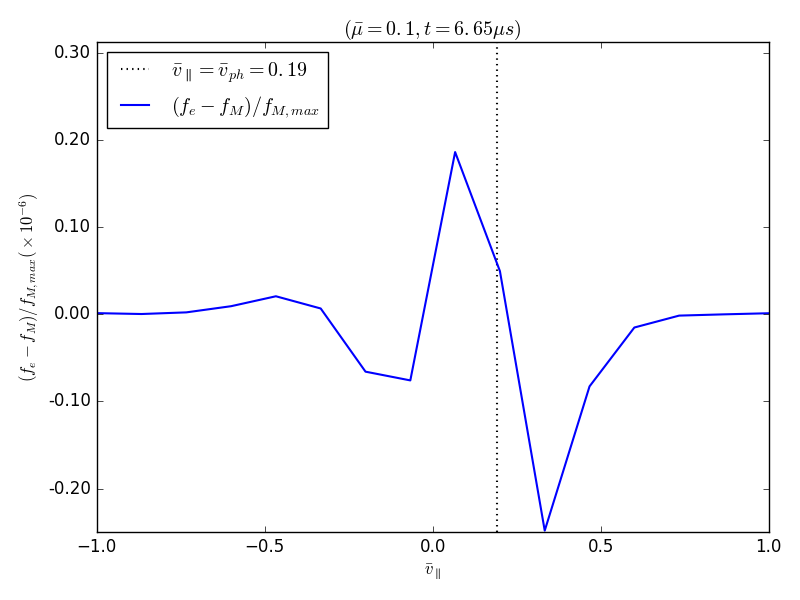 (μ̄ = 0.1, t = 6.65μs)
0.30
v̄∥ = v̄ph = 0.19
(fe − fM)/fM,max
0.20
0.10
0.00
-0.10
-0.20
(fe − fM)/fM,max(×10⁻⁶)
−1.0 −0.5 0.0 0.5 1.0
v̄∥